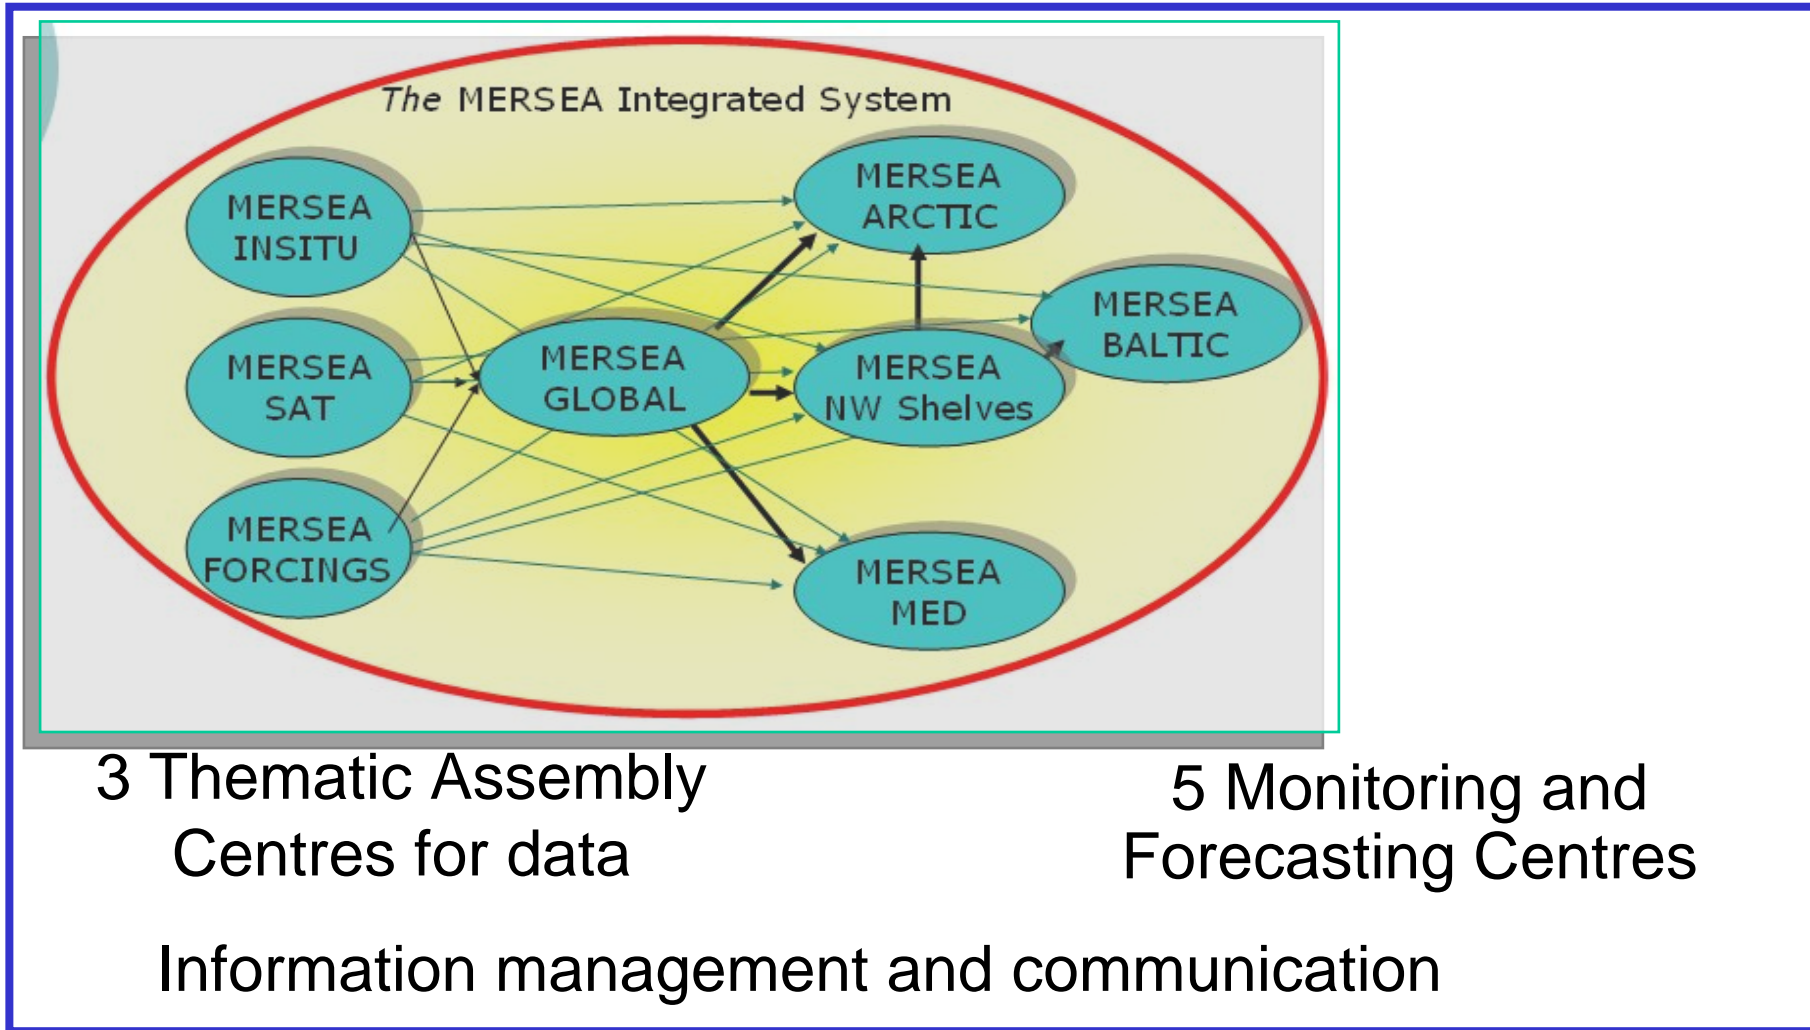 The MERSEA Integrated System
MERSEA
INSITU
MERSEA
SAT
MERSEA
FORCINGS
MERSEA
GLOBAL
MERSEA
ARCTIC
MERSEA
BALTIC
MERSEA
NW Shelves
MERSEA
MED
3 Thematic Assembly
Centres for data
5 Monitoring and
Forecasting Centres
Information management and communication